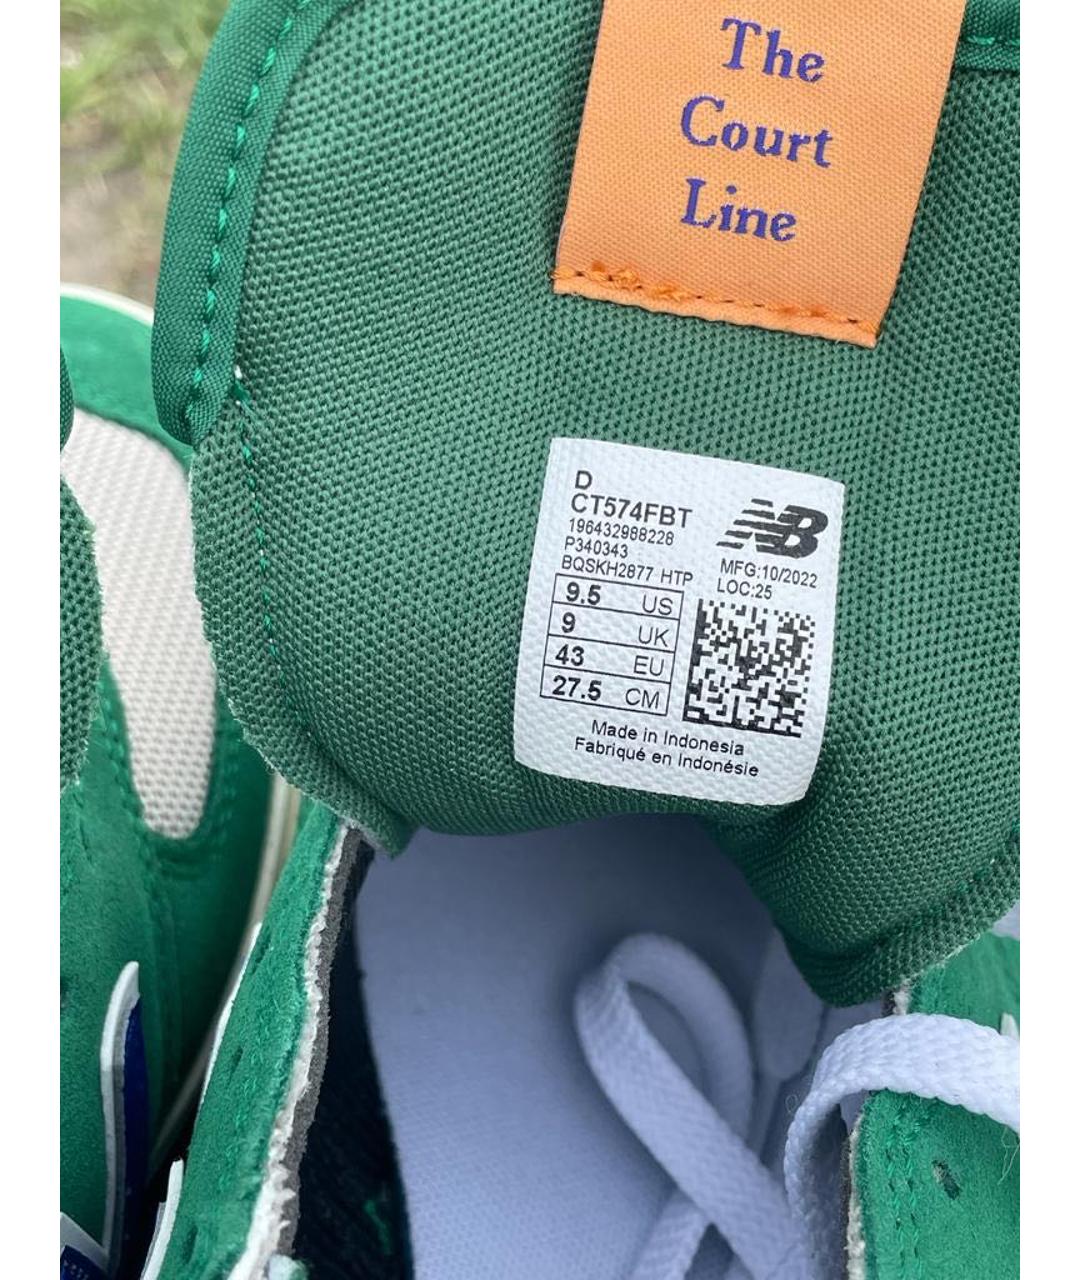 The
Court
Line
D
CT574FBT
196432988228
P340343
BQSKH2877 HTP
NB
MFG:10/2022
LOC:25
9.5 US
9 UK
43 EU
27.5 CM
Made in Indonesia
Fabriqué en Indonésie